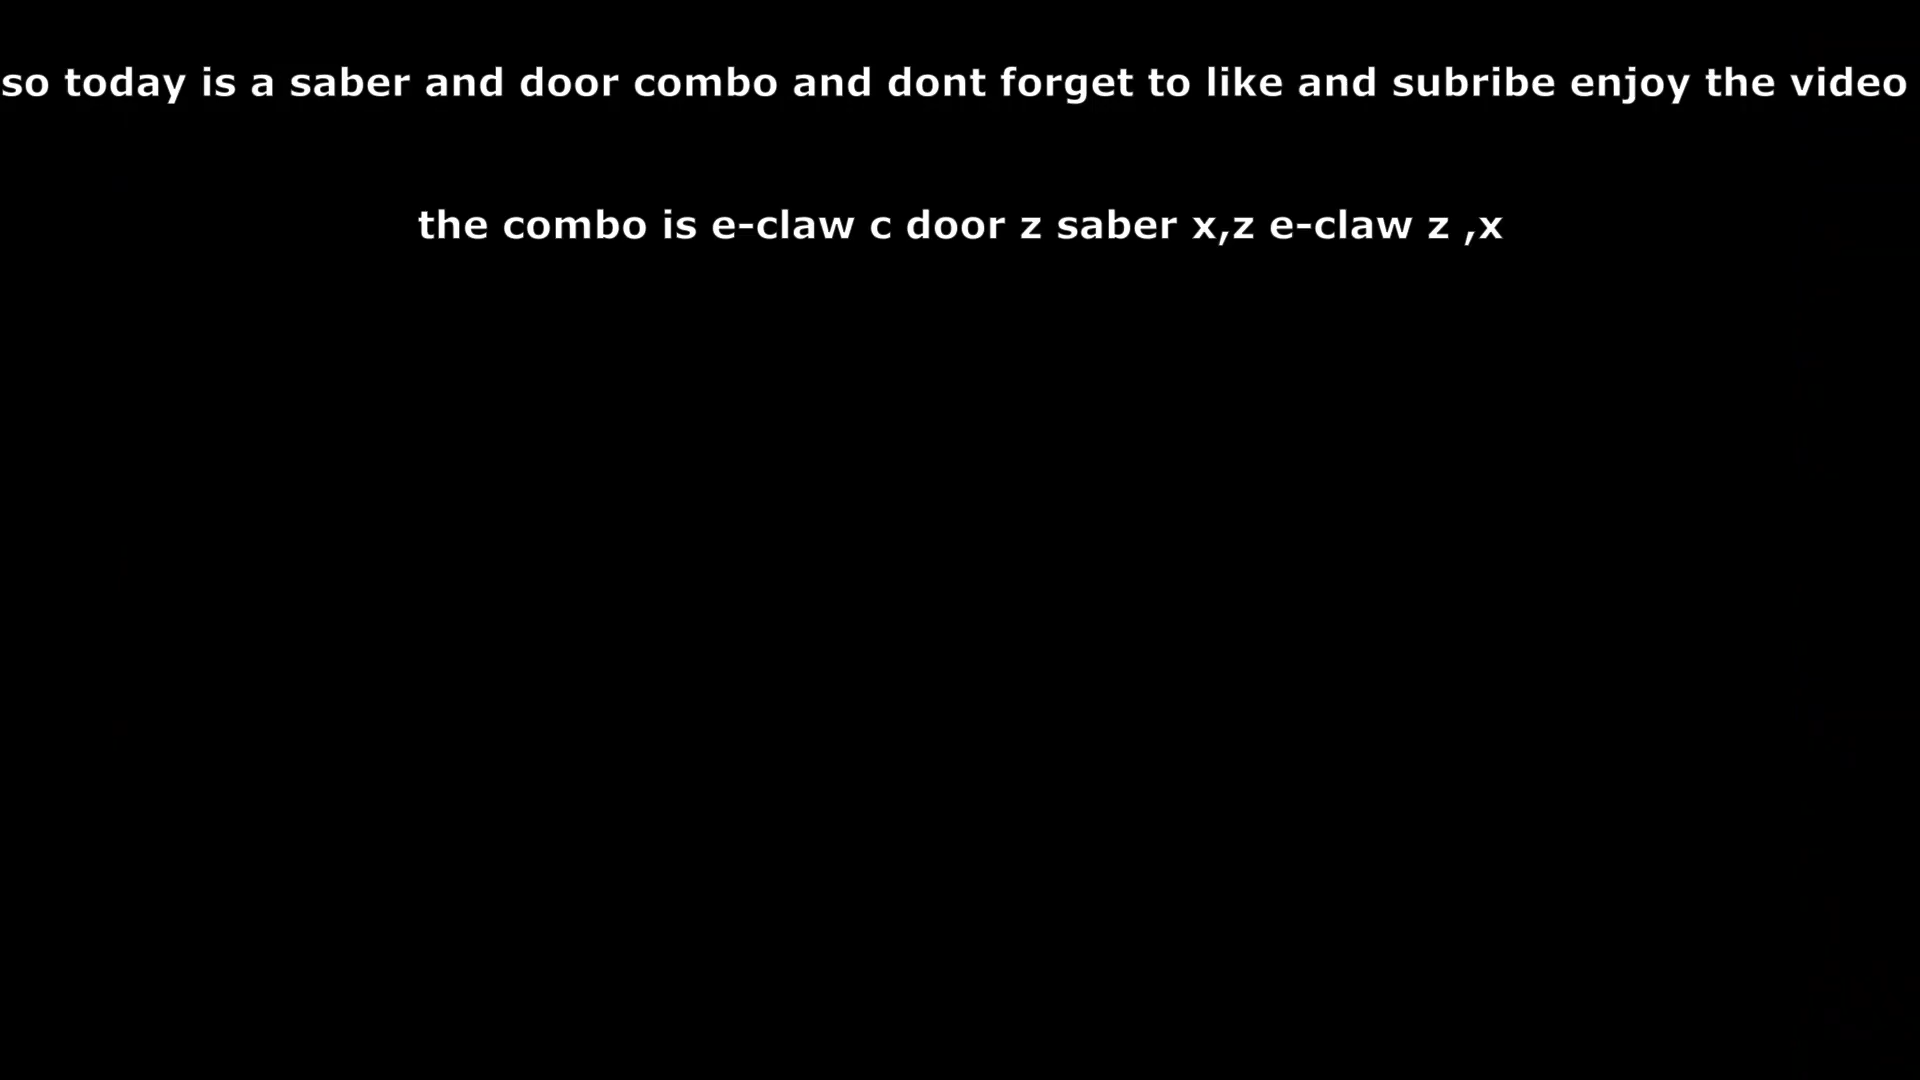 so today is a saber and door combo and dont forget to like and subribe enjoy the video
the combo is e-claw c door z saber x,z e-claw z ,x